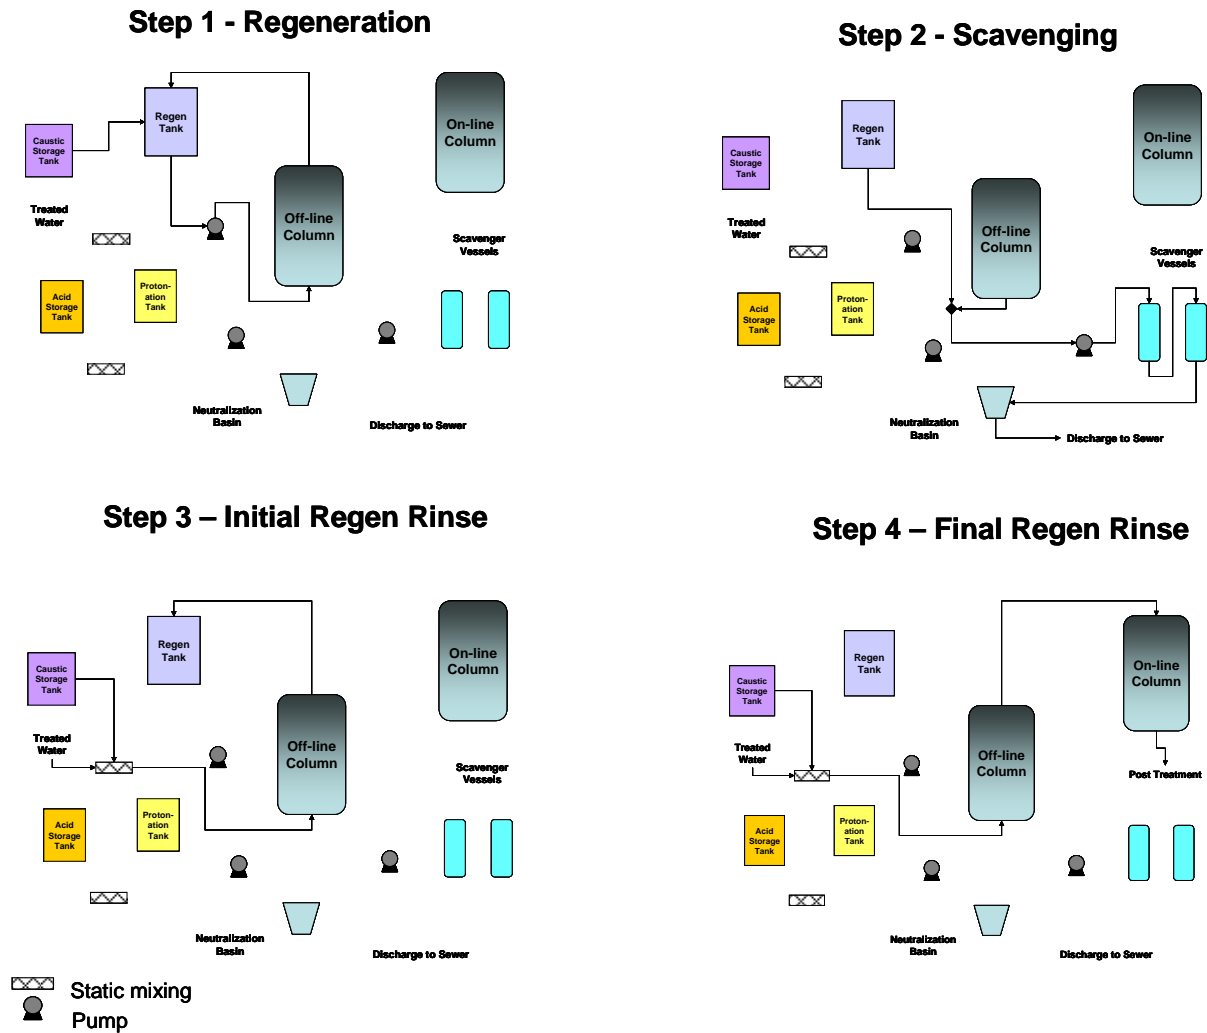 Step 1 - Regeneration
Regen
Tank
On-line
Column
Caustic
Storage
Tank
Off-line
Column
Treated
Water
Scavenger
Vessels
Acid
Storage
Tank
Proton-
ation
Tank
Neutralization
Basin
Discharge to Sewer
Step 2 - Scavenging
Regen
Tank
On-line
Column
Caustic
Storage
Tank
Off-line
Column
Treated
Water
Scavenger
Vessels
Acid
Storage
Tank
Proton-
ation
Tank
Neutralization
Basin
Discharge to Sewer
Step 3 – Initial Regen Rinse
Regen
Tank
On-line
Column
Caustic
Storage
Tank
Off-line
Column
Treated
Water
Scavenger
Vessels
Acid
Storage
Tank
Proton-
ation
Tank
Neutralization
Basin
Discharge to Sewer
Step 4 – Final Regen Rinse
Regen
Tank
On-line
Column
Caustic
Storage
Tank
Off-line
Column
Treated
Water
Post Treatment
Acid
Storage
Tank
Proton-
ation
Tank
Neutralization
Basin
Discharge to Sewer
Static mixing
Pump